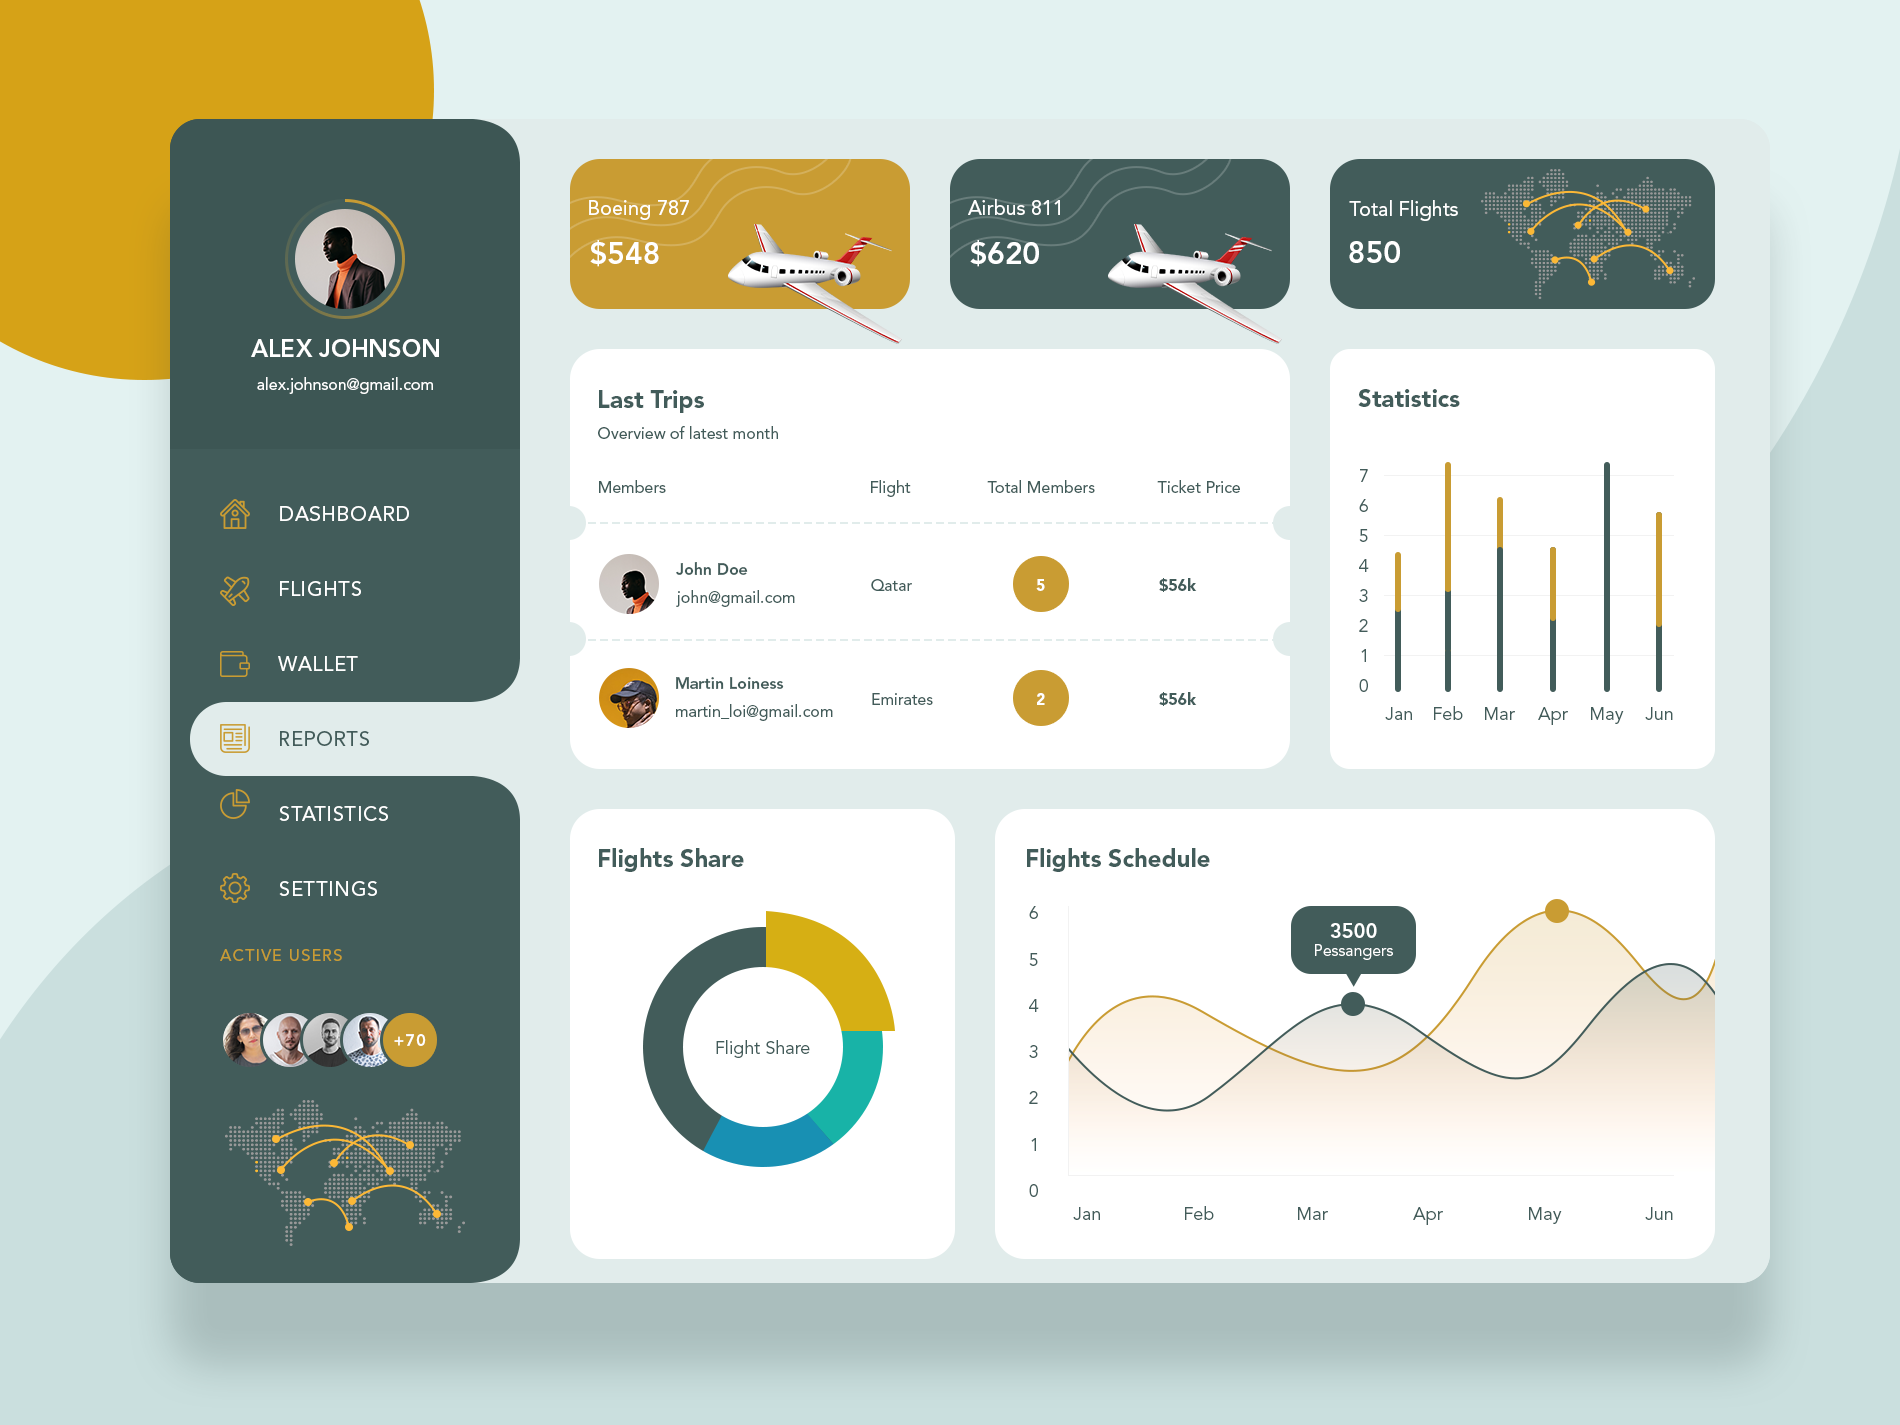 ALEX JOHNSON
alex.johnson@gmail.com
DASHBOARD
FLIGHTS
WALLET
REPORTS
STATISTICS
SETTINGS
ACTIVE USERS
+70
Boeing 787
$548
Airbus 811
$620
Total Flights
850
Last Trips
Overview of latest month
Members Flight Total Members Ticket Price
John Doe
john@gmail.com
Qatar
5
$56k
Martin Loiness
martin_loi@gmail.com
Emirates
2
$56k
Statistics
7
6
5
4
3
2
1
0
Jan Feb Mar Apr May Jun
Flights Share
Flight Share
Flights Schedule
6
5
4
3
2
1
0
3500
Pessangers
Jan Feb Mar Apr May Jun